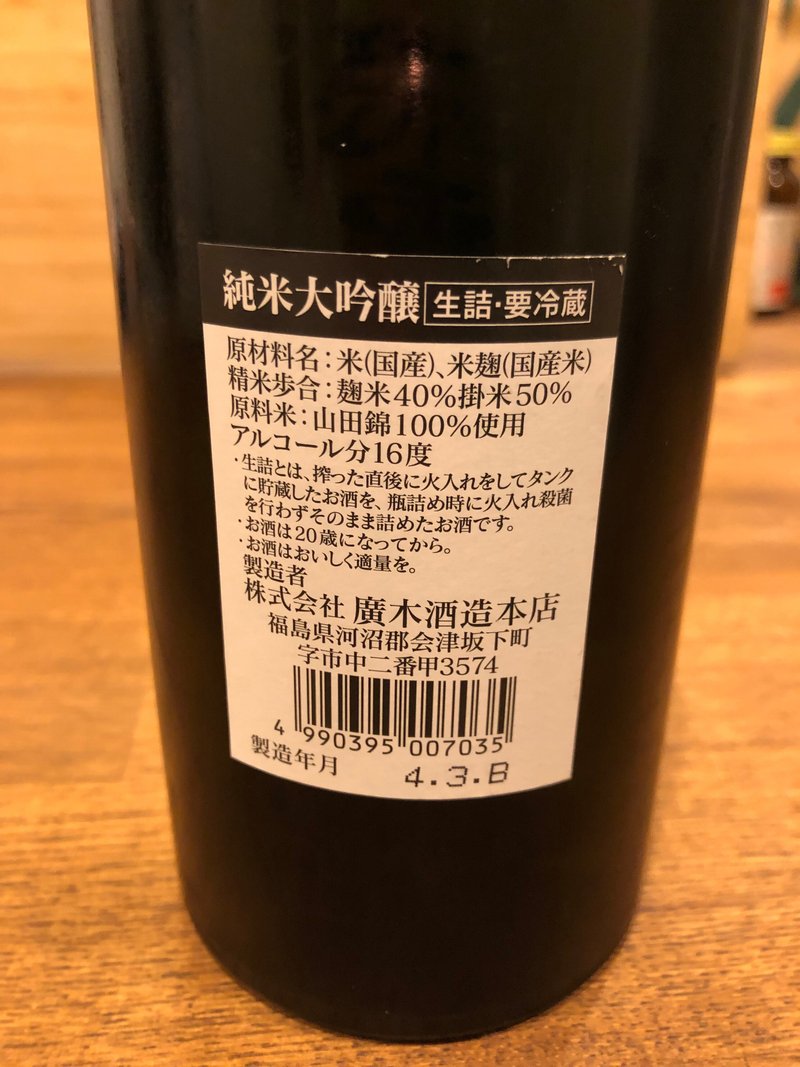 純米大吟醸 生詰・要冷蔵
原材料名:米(国産)、米麹(国産米)
精米歩合:麹米40%掛米50%
原料米:山田錦100%使用
アルコール分16度
・生詰とは、搾った直後に火入れをしてタンク
に貯蔵したお酒を、瓶詰め時に火入れ殺菌
を行わずそのまま詰めたお酒です。
・お酒は20歳になってから。
・お酒はおいしく適量を。
製造者
株式会社 廣木酒造本店
福島県河沼郡会津坂下町
字市中二番甲3574
4 990395 007035
製造年月 4.3.B